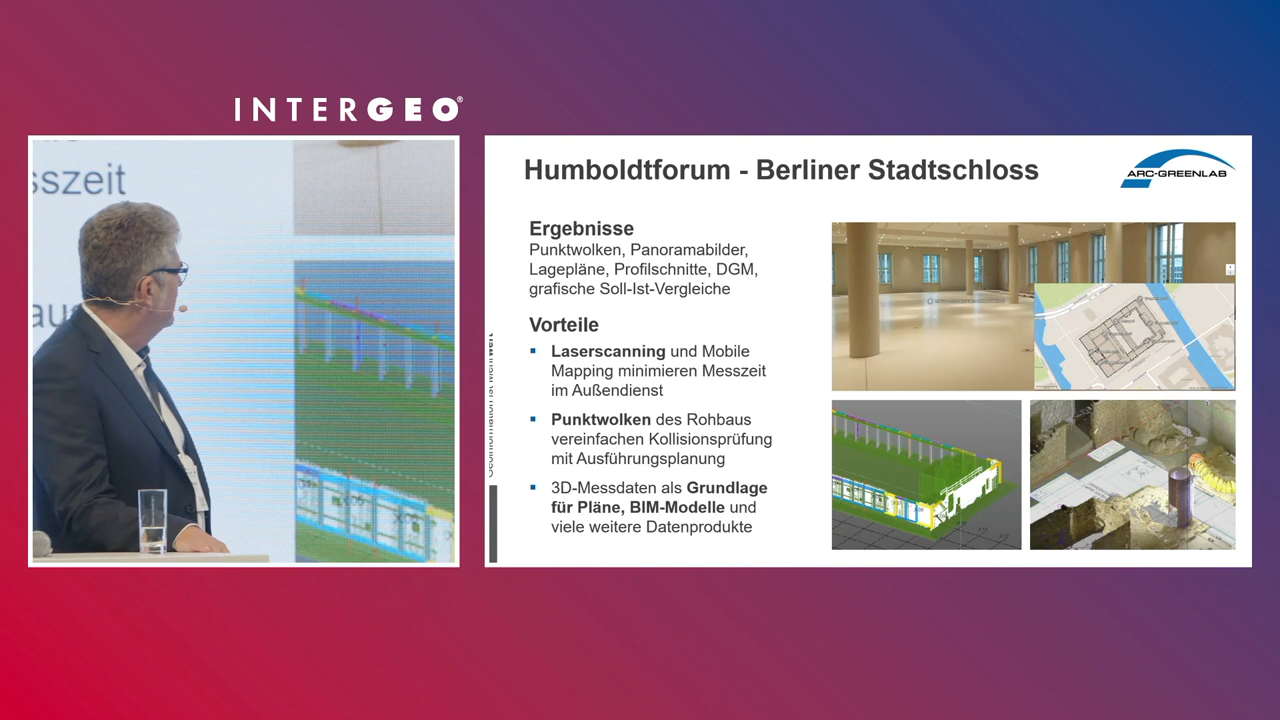 INTERGEO®
sszeit
Humboldtforum - Berliner Stadtschloss
ARC-GREENLAB
Ergebnisse
Punktwolken, Panoramabilder,
Lagepläne, Profilschnitte, DGM,
grafische Soll-Ist-Vergleiche
Vorteile
▪ Laserscanning und Mobile
Mapping minimieren Messzeit
im Außendienst
▪ Punktwolken des Rohbaus
vereinfachen Kollisionsprüfung
mit Ausführungsplanung
▪ 3D-Messdaten als Grundlage
für Pläne, BIM-Modelle und
viele weitere Datenprodukte